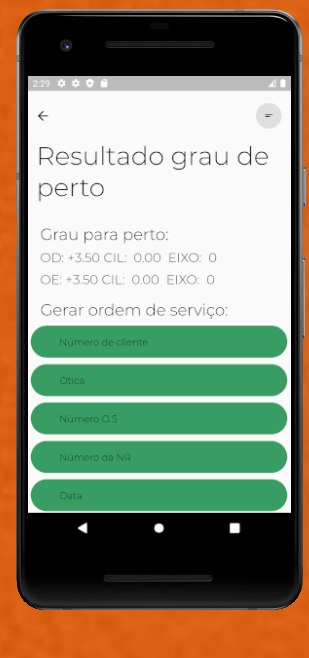 2:29
Resultado grau de
perto
Grau para perto:
OD: +3.50 CIL: 0.00 EIXO: 0
OE: +3.50 CIL: 0.00 EIXO: 0
Gerar ordem de serviço:
Número de cliente
Otica
Número O.S
Número da NR
Data